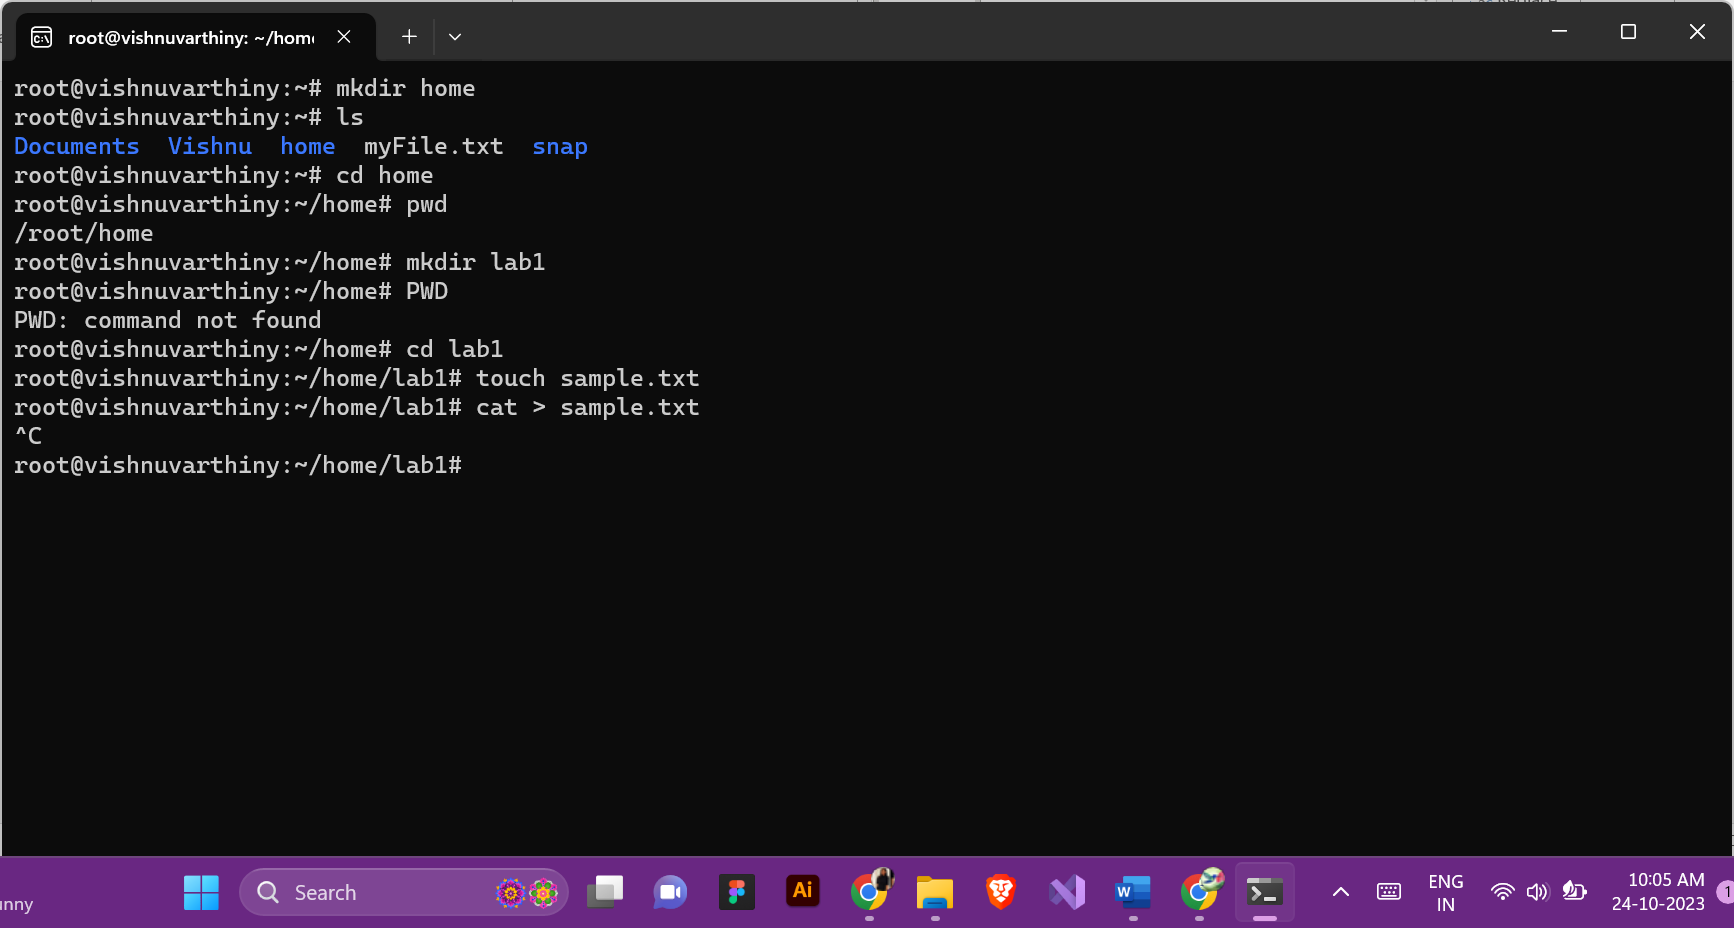 root@vishnuvarthiny: ~/hom
root@vishnuvarthiny:~# mkdir home
root@vishnuvarthiny:~# ls
Documents  Vishnu  home  myFile.txt  snap
root@vishnuvarthiny:~# cd home
root@vishnuvarthiny:~/home# pwd
/root/home
root@vishnuvarthiny:~/home# mkdir lab1
root@vishnuvarthiny:~/home# PWD
PWD: command not found
root@vishnuvarthiny:~/home# cd lab1
root@vishnuvarthiny:~/home/lab1# touch sample.txt
root@vishnuvarthiny:~/home/lab1# cat > sample.txt
^C
root@vishnuvarthiny:~/home/lab1#
unny
Search
Ai
W
ENG
IN
10:05 AM
24-10-2023
1